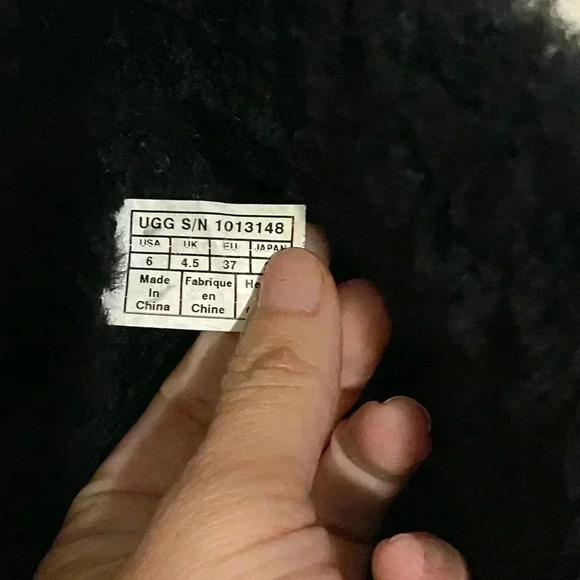 UGG S/N 1013148
USA UK EU JAPAN
6 4.5 37
Made Fabrique
In en
China Chine